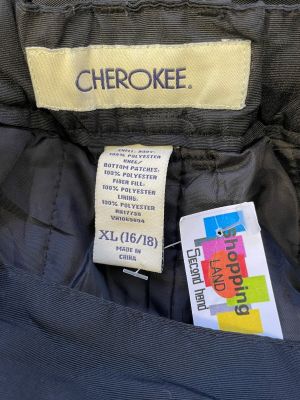 CHEROKEE.
SHELL, BODY:
100% POLYESTER
KNEE/
BOTTOM PATCHES:
100% POLYESTER
FIBER FILL:
100% POLYESTER
LINING:
100% POLYESTER
XL (16/18)
MADE IN
CHINA
Shopping
LAND
Second hand